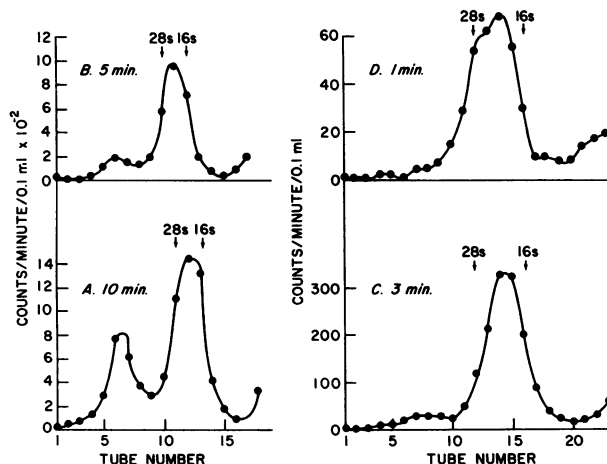 COUNTS/MINUTE/0.1 ml x 10-2
12
10
8
6
4
2
0
B. 5 min.
28s 16s
14
12
10
8
6
4
2
0
A. 10 min.
28s 16s
1 5 10 15
TUBE NUMBER
COUNTS/MINUTE/0.1 ml
60
40
20
0
D. 1 min.
28s 16s
300
200
100
0
C. 3 min.
28s 16s
1 5 10 15 20
TUBE NUMBER